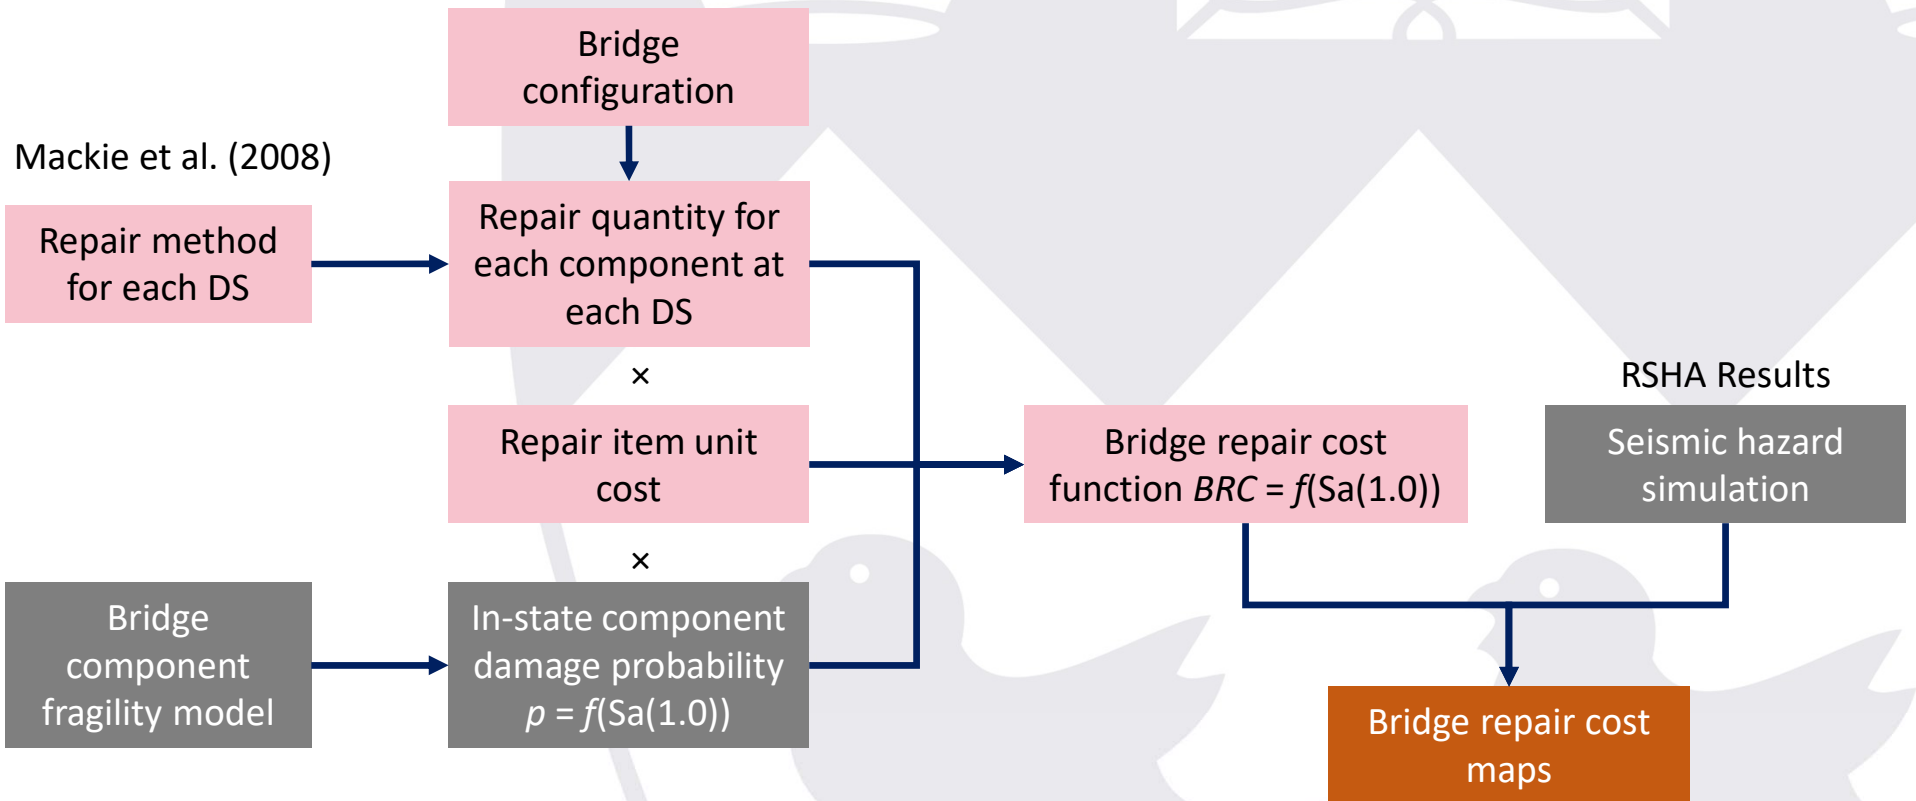 Bridge
configuration
Mackie et al. (2008)
Repair method
for each DS
Repair quantity for
each component at
each DS
×
Repair item unit
cost
×
Bridge
component
fragility model
In-state component
damage probability
p = f(Sa(1.0))
Bridge repair cost
function BRC = f(Sa(1.0))
RSHA Results
Seismic hazard
simulation
Bridge repair cost
maps